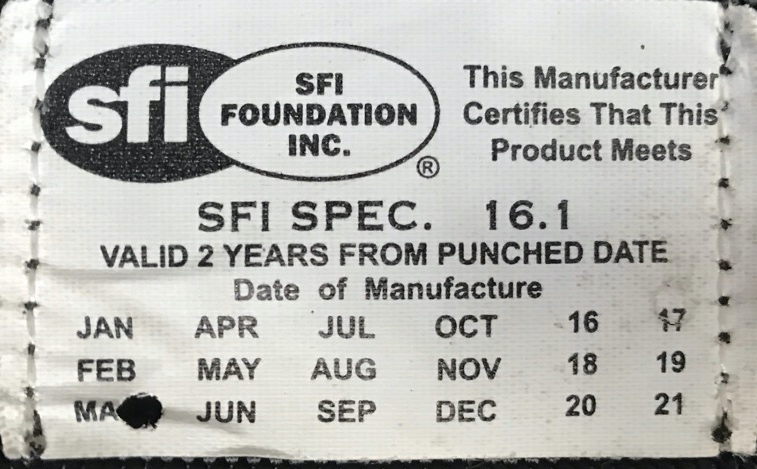 sfi
SFI
FOUNDATION
INC.
®
This Manufacturer
Certifies That This
Product Meets
SFI SPEC. 16.1
VALID 2 YEARS FROM PUNCHED DATE
Date of Manufacture
JAN APR JUL OCT 16 17
FEB MAY AUG NOV 18 19
MA JUN SEP DEC 20 21